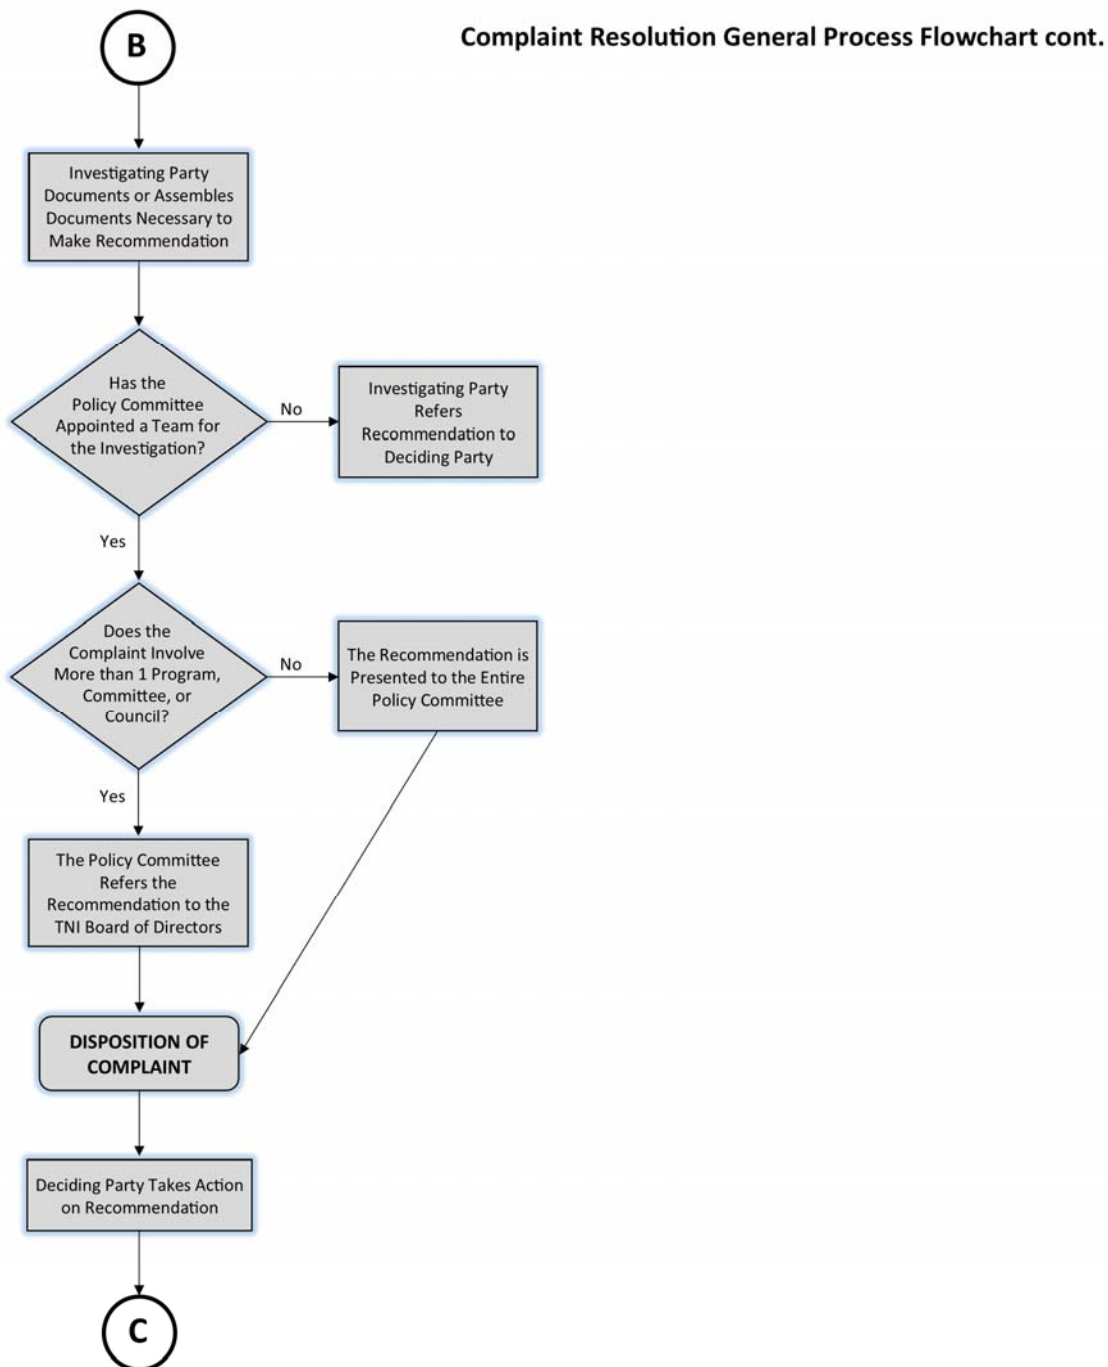 B
Complaint Resolution General Process Flowchart cont.
Investigating Party
Documents or Assembles
Documents Necessary to
Make Recommendation
Has the
Policy Committee
Appointed a Team for
the Investigation?
No
Investigating Party
Refers
Recommendation to
Deciding Party
Yes
Does the
Complaint Involve
More than 1 Program,
Committee, or
Council?
No
The Recommendation is
Presented to the Entire
Policy Committee
Yes
The Policy Committee
Refers the
Recommendation to the
TNI Board of Directors
DISPOSITION OF
COMPLAINT
Deciding Party Takes Action
on Recommendation
C